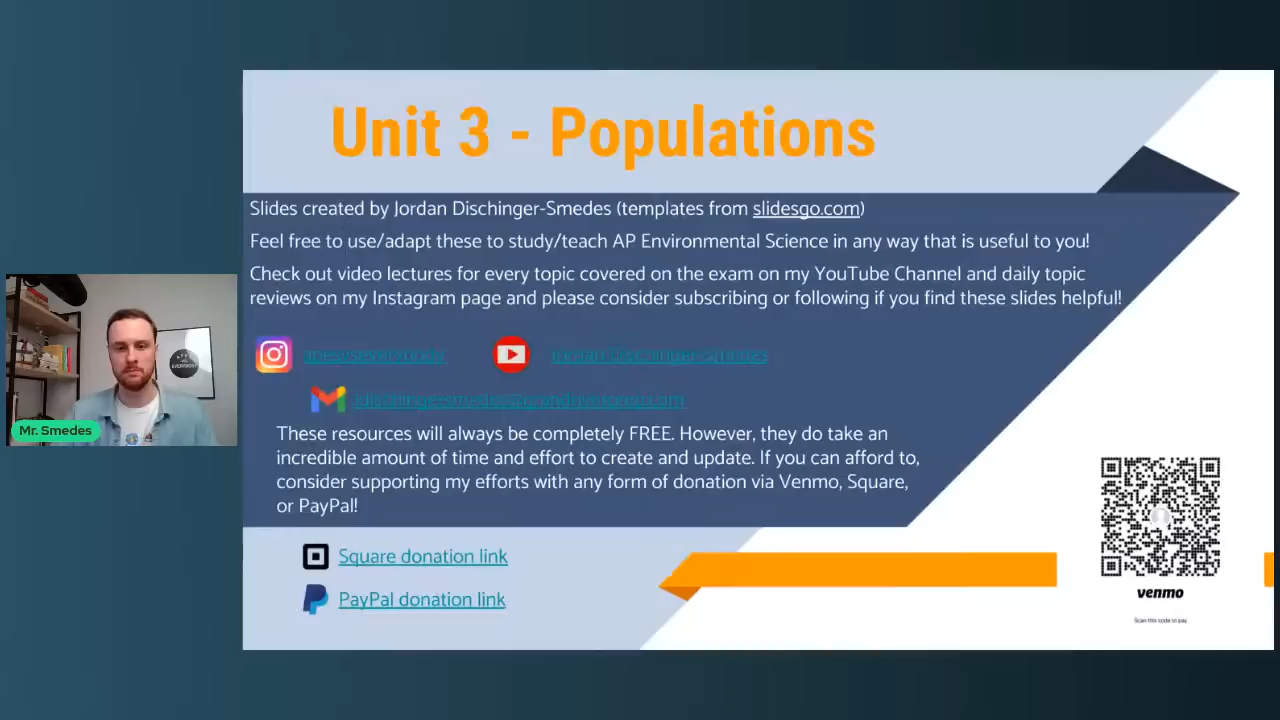 Unit 3 - Populations
Slides created by Jordan Dischinger-Smedes (templates from slidesgo.com)
Feel free to use/adapt these to study/teach AP Environmental Science in any way that is useful to you!
Check out video lectures for every topic covered on the exam on my YouTube Channel and daily topic
reviews on my Instagram page and please consider subscribing or following if you find these slides helpful!
Mr. Smedes
These resources will always be completely FREE. However, they do take an
incredible amount of time and effort to create and update. If you can afford to,
consider supporting my efforts with any form of donation via Venmo, Square,
or PayPal!
Square donation link
PayPal donation link
venmo
Scan this code to pay